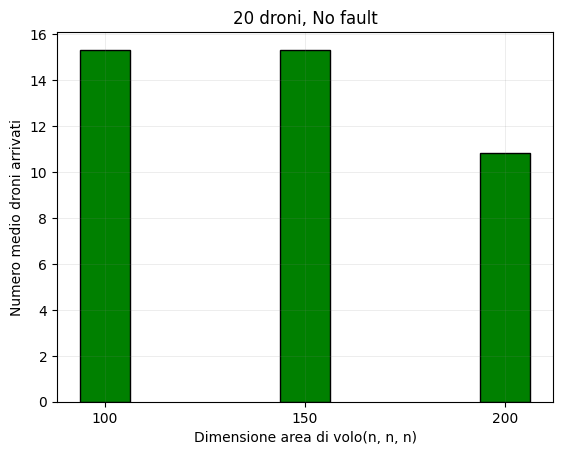 20 droni, No fault
Numero medio droni arrivati
16
14
12
10
8
6
4
2
0
100 150 200
Dimensione area di volo(n, n, n)